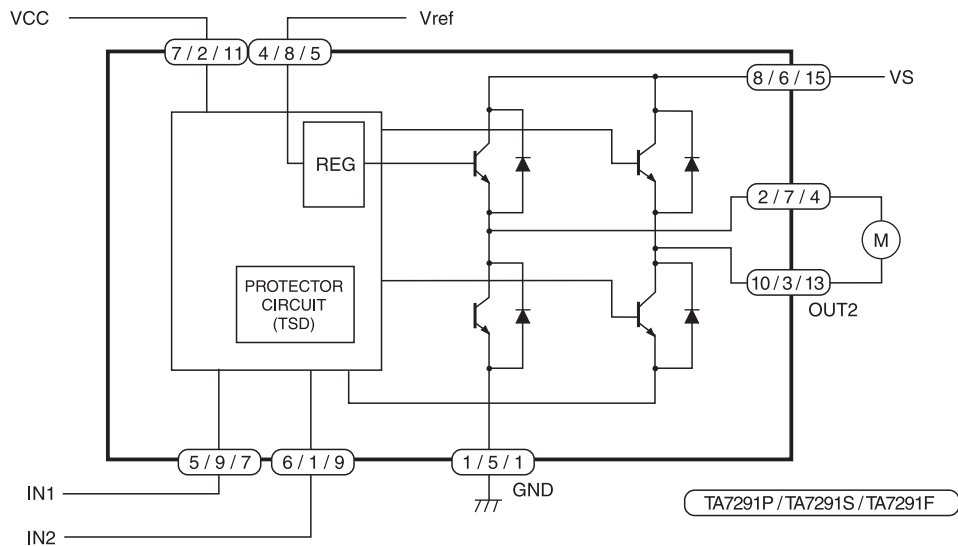 VCC
Vref
7 / 2 / 11
4 / 8 / 5
8 / 6 / 15
VS
REG
2 / 7 / 4
M
PROTECTOR
CIRCUIT
(TSD)
10 / 3 / 13
OUT2
5 / 9 / 7
6 / 1 / 9
1 / 5 / 1
GND
IN1
TA7291P / TA7291S / TA7291F
IN2